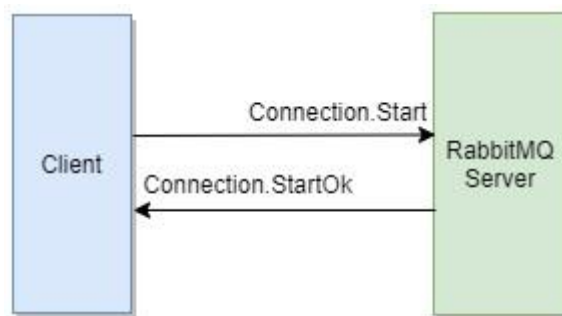 Connection.Start
Client
RabbitMQ
Server
Connection.StartOk